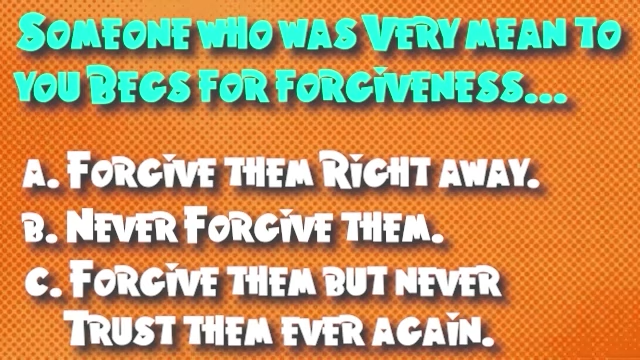 Someone who was Very mean to
you Begs for forgiveness...
A. Forgive them Right away.
B. Never Forgive them.
C. Forgive them but never
Trust them ever again.